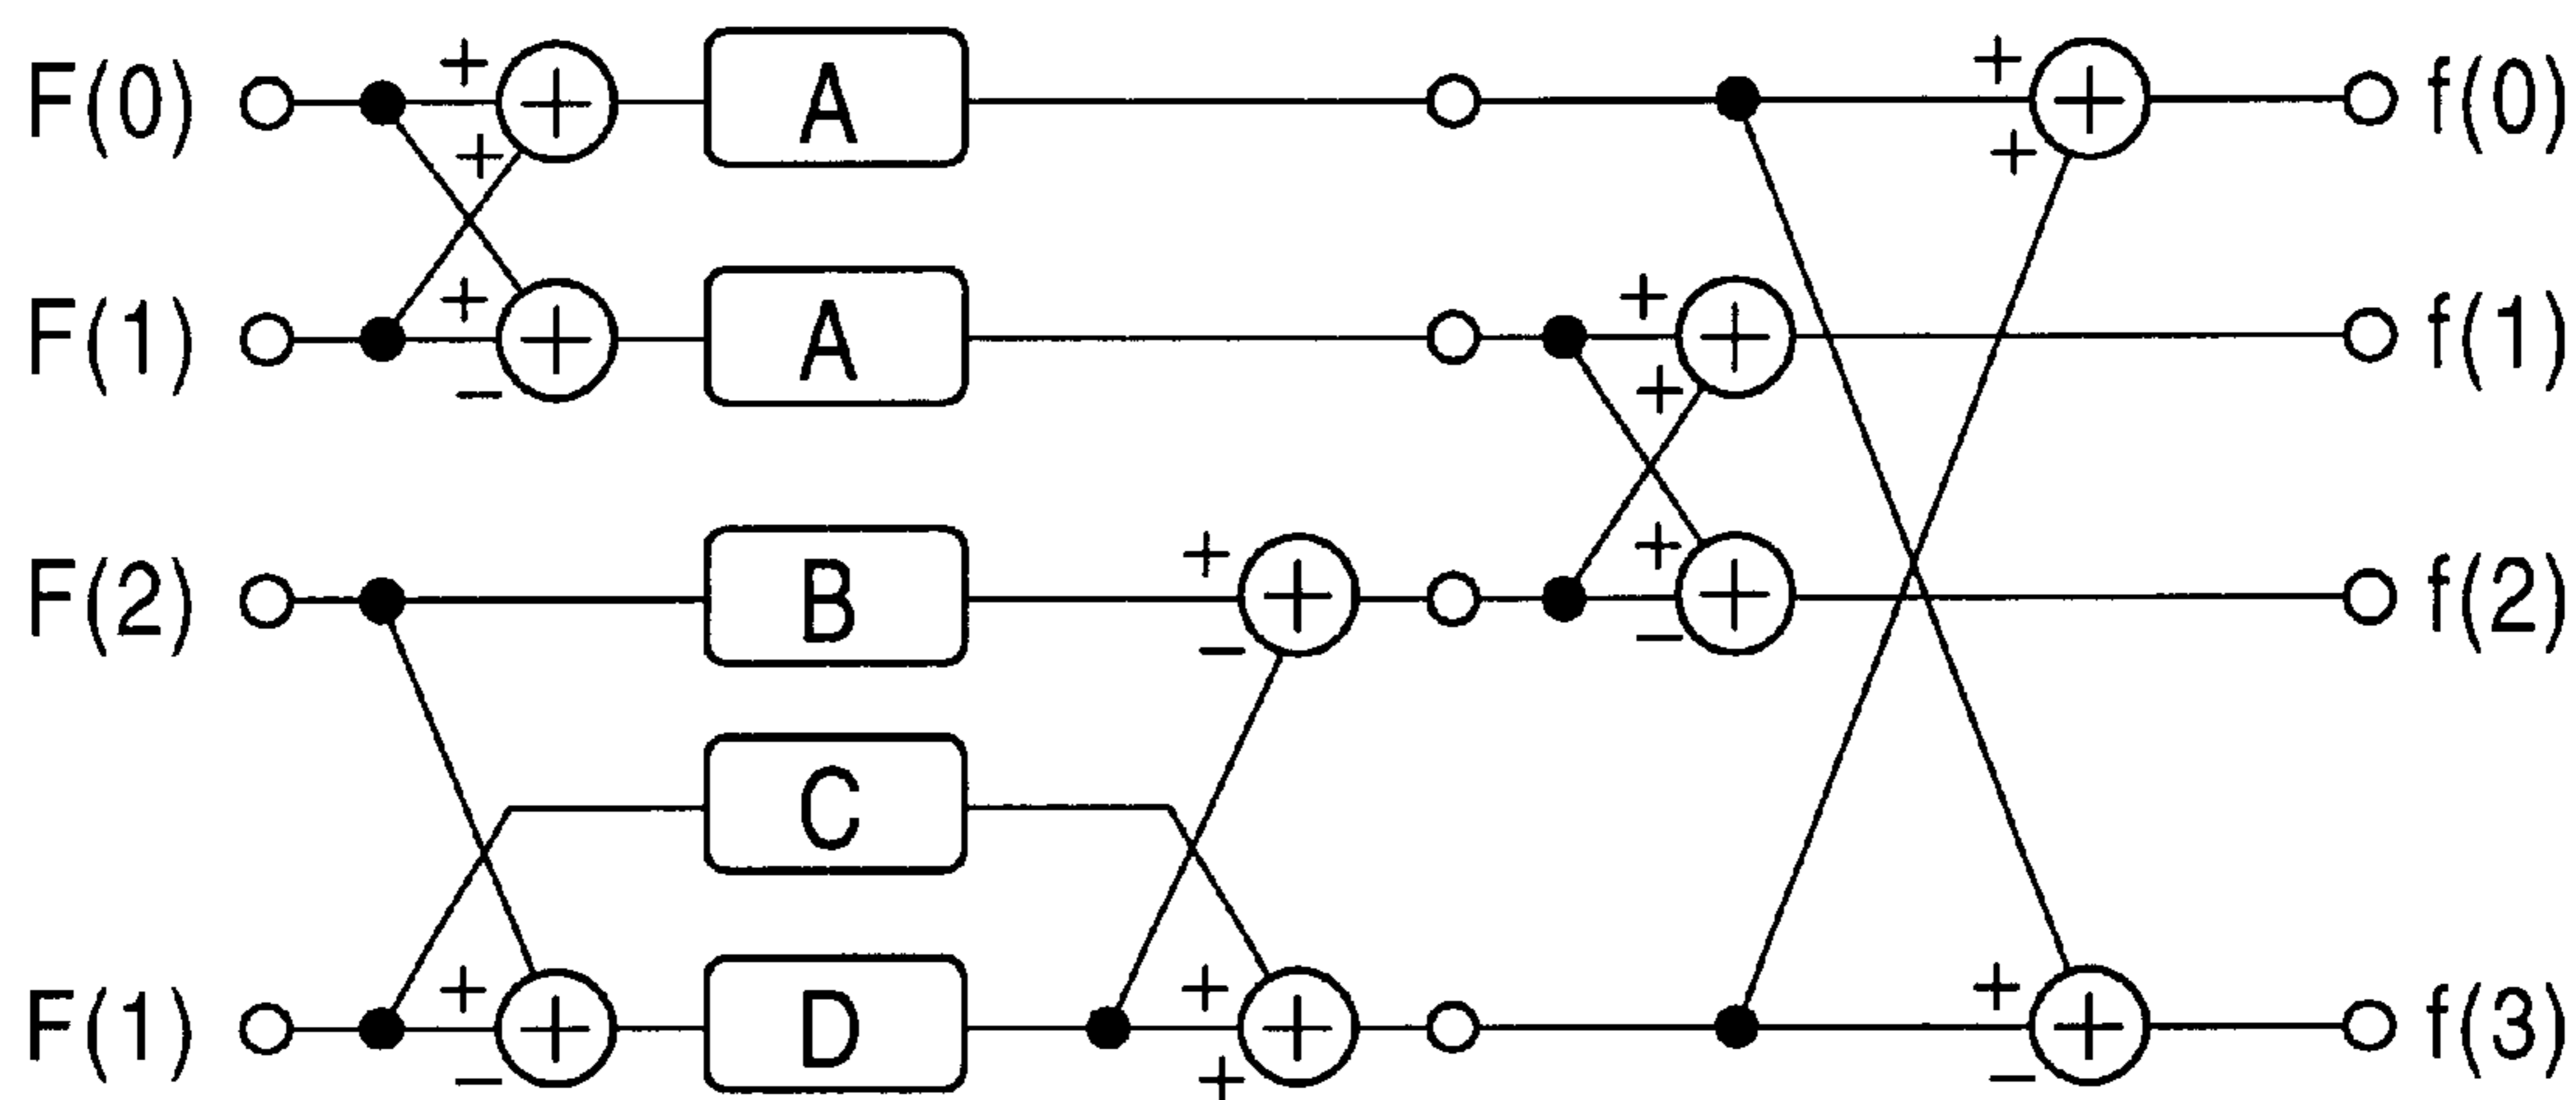 F(0) + + + A + + + f(0)
F(1) + − + A + + + f(1)
F(2) B + − + + − + f(2)
C
F(1) + − + D + + + + − + f(3)